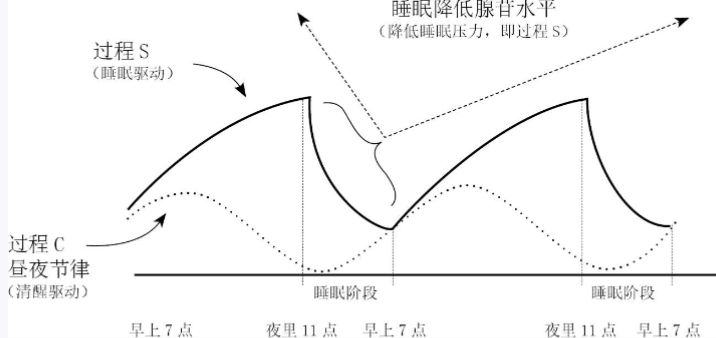 睡眠降低腺苷水平
（降低睡眠压力，即过程 S）
过程 S
（睡眠驱动）
过程 C
昼夜节律
（清醒驱动）
睡眠阶段
睡眠阶段
早上 7 点
夜里 11 点
早上 7 点
夜里 11 点
早上 7 点